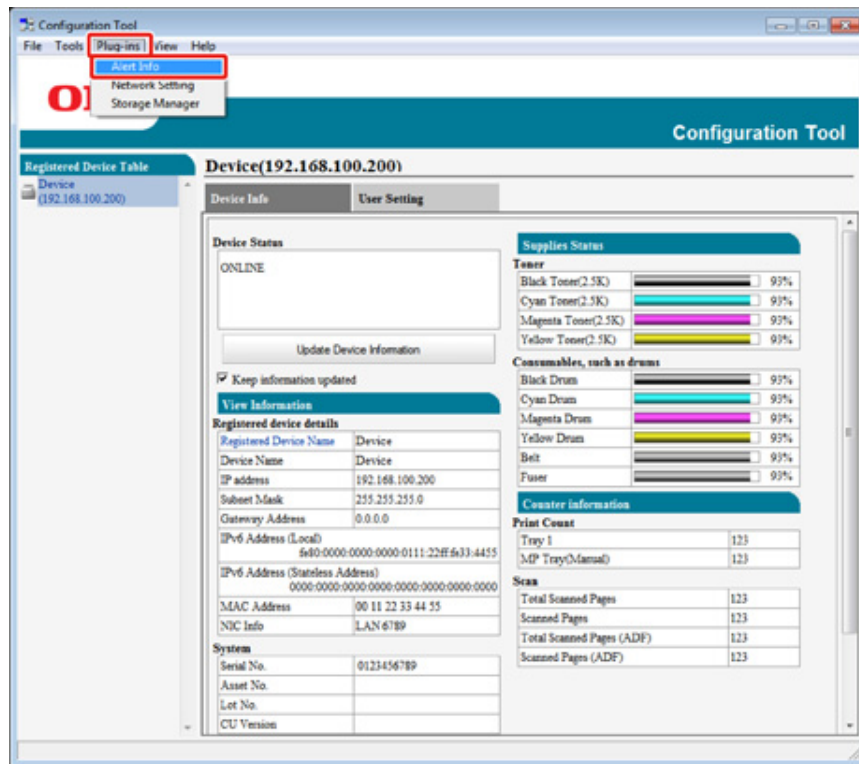 Configuration Tool
File Tools Plug-ins View Help
Alert Info
Network Setting
Storage Manager
Configuration Tool
Registered Device Table
Device
(192.168.100.200)
Device(192.168.100.200)
Device Info User Setting
Device Status
ONLINE
Update Device Information
Keep information updated
View Information
Registered device details
Registered Device Name Device
Device Name Device
IP address 192.168.100.200
Subnet Mask 255.255.255.0
Gateway Address 0.0.0.0
IPv6 Address (Local)
fe80:0000:0000:0000:0111:22ff:fe33:4455
IPv6 Address (Stateless Address)
0000:0000:0000:0000:0000:0000:0000:0000
MAC Address 00 11 22 33 44 55
NIC Info LAN 6789
System
Serial No. 0123456789
Asset No.
Lot No.
CU Version
Supplies Status
Toner
Black Toner(2.5K) 93%
Cyan Toner(2.5K) 93%
Magenta Toner(2.5K) 93%
Yellow Toner(2.5K) 93%
Consumables, such as drums
Black Drum 93%
Cyan Drum 93%
Magenta Drum 93%
Yellow Drum 93%
Belt 93%
Fuser 93%
Counter information
Print Count
Tray 1 123
MP Tray(Manual) 123
Scan
Total Scanned Pages 123
Scanned Pages 123
Total Scanned Pages (ADF) 123
Scanned Pages (ADF) 123